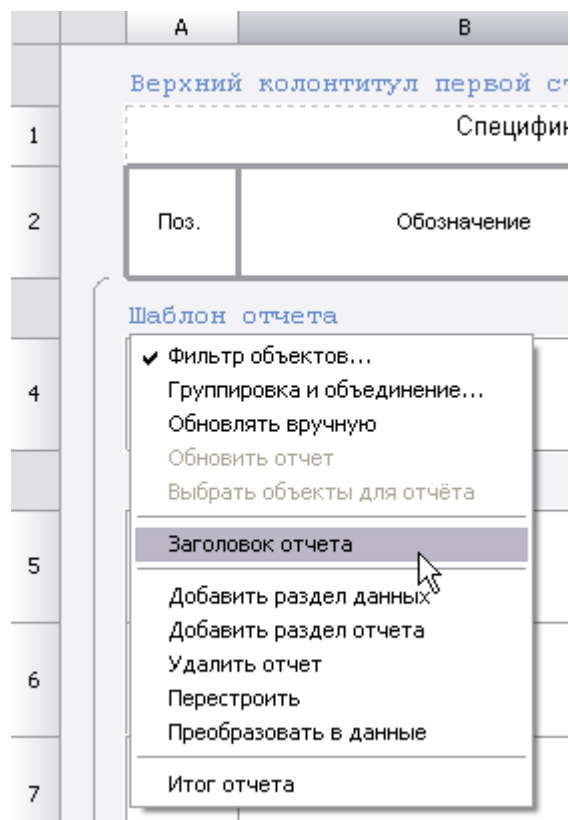 A B
Верхний колонтитул первой
1
2
Поз. Обозначение
Шаблон отчета
Фильтр объектов...
4
Группировка и объединение...
Обновлять вручную
Обновить отчет
Выбрать объекты для отчёта
Заголовок отчета
5
Добавить раздел данных
Добавить раздел отчета
6
Удалить отчет
Перестроить
Преобразовать в данные
7
Итог отчета